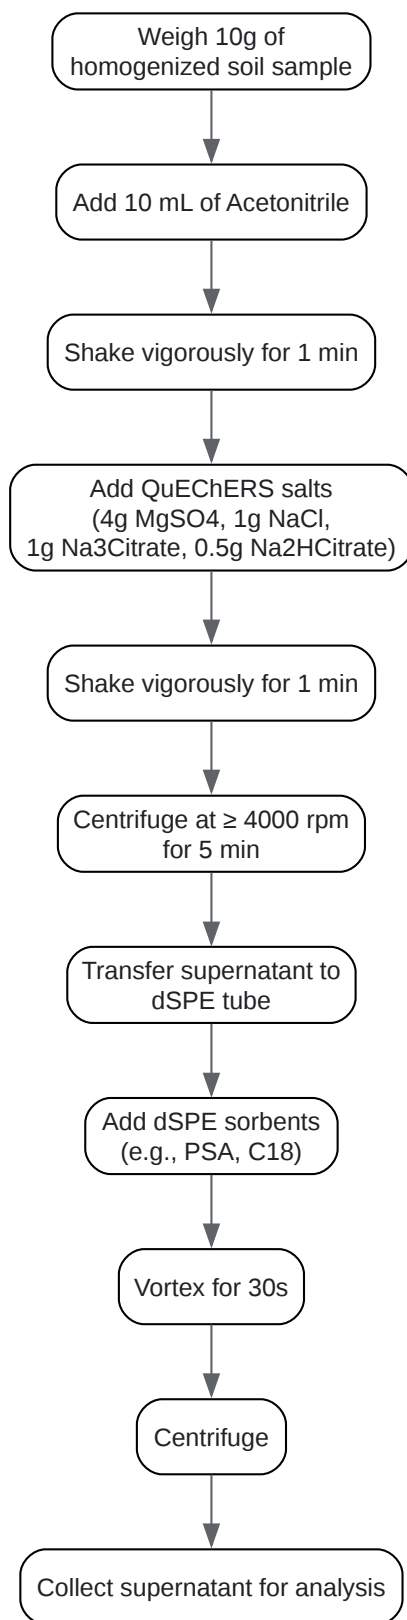 Weigh 10g of
homogenized soil sample
Add 10 mL of Acetonitrile
Shake vigorously for 1 min
Add QuEChERS salts
(4g MgSO4, 1g NaCl,
1g Na3Citrate, 0.5g Na2HCitrate)
Shake vigorously for 1 min
Centrifuge at ≥ 4000 rpm
for 5 min
Transfer supernatant to
dSPE tube
Add dSPE sorbents
(e.g., PSA, C18)
Vortex for 30s
Centrifuge
Collect supernatant for analysis